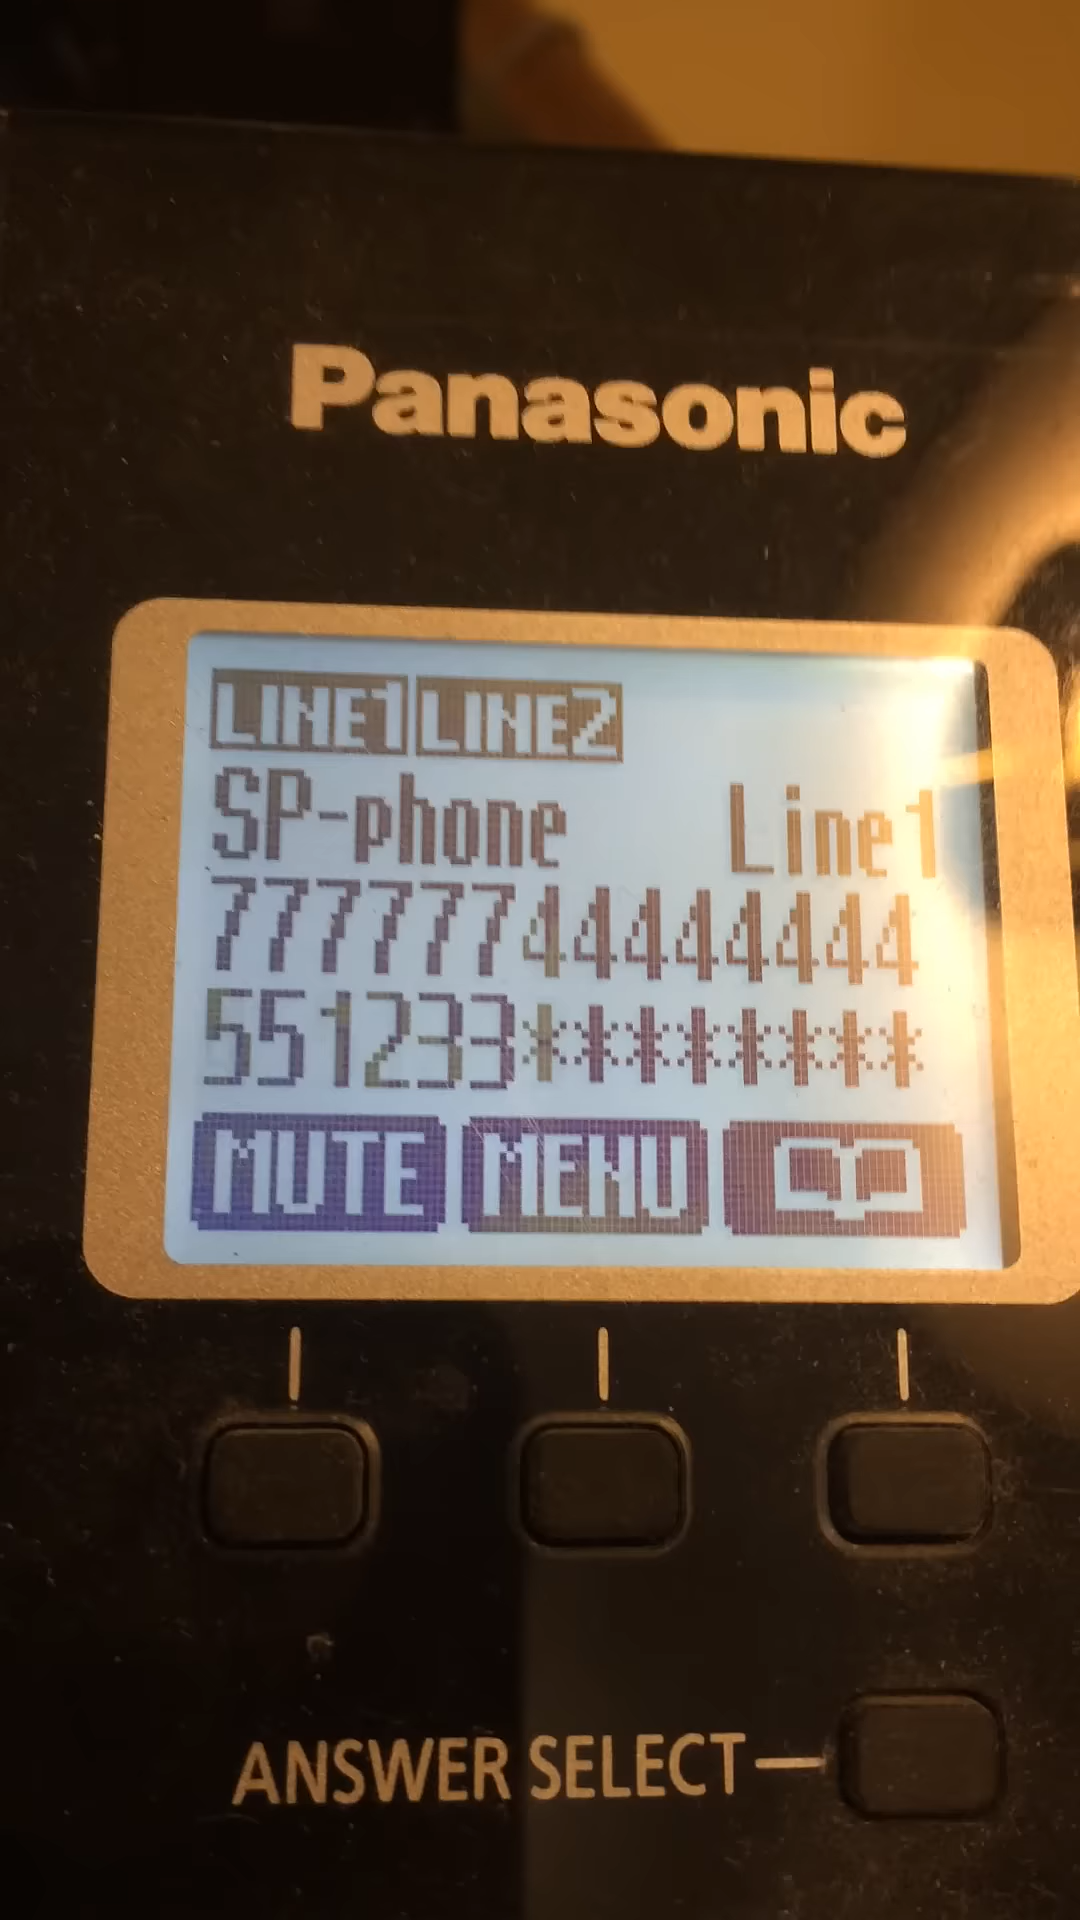 Panasonic
LINE1 LINE2
SP-phone Line1
77777744444444
551233********
MUTE MENU
ANSWER SELECT